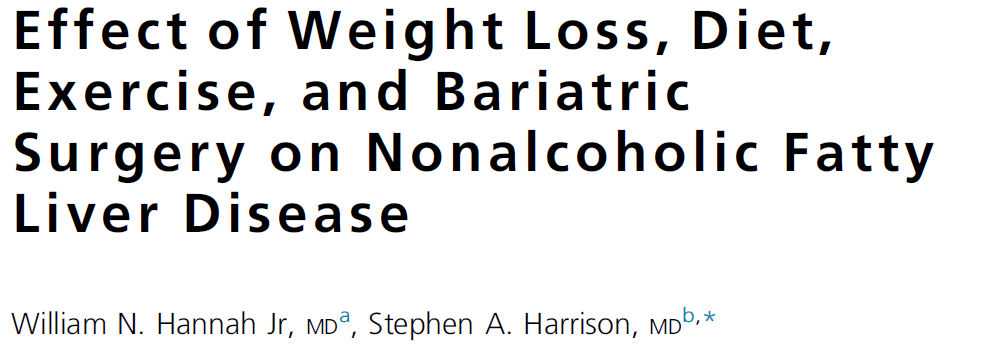 Effect of Weight Loss, Diet,
Exercise, and Bariatric
Surgery on Nonalcoholic Fatty
Liver Disease
William N. Hannah Jr, MDa, Stephen A. Harrison, MDb,*